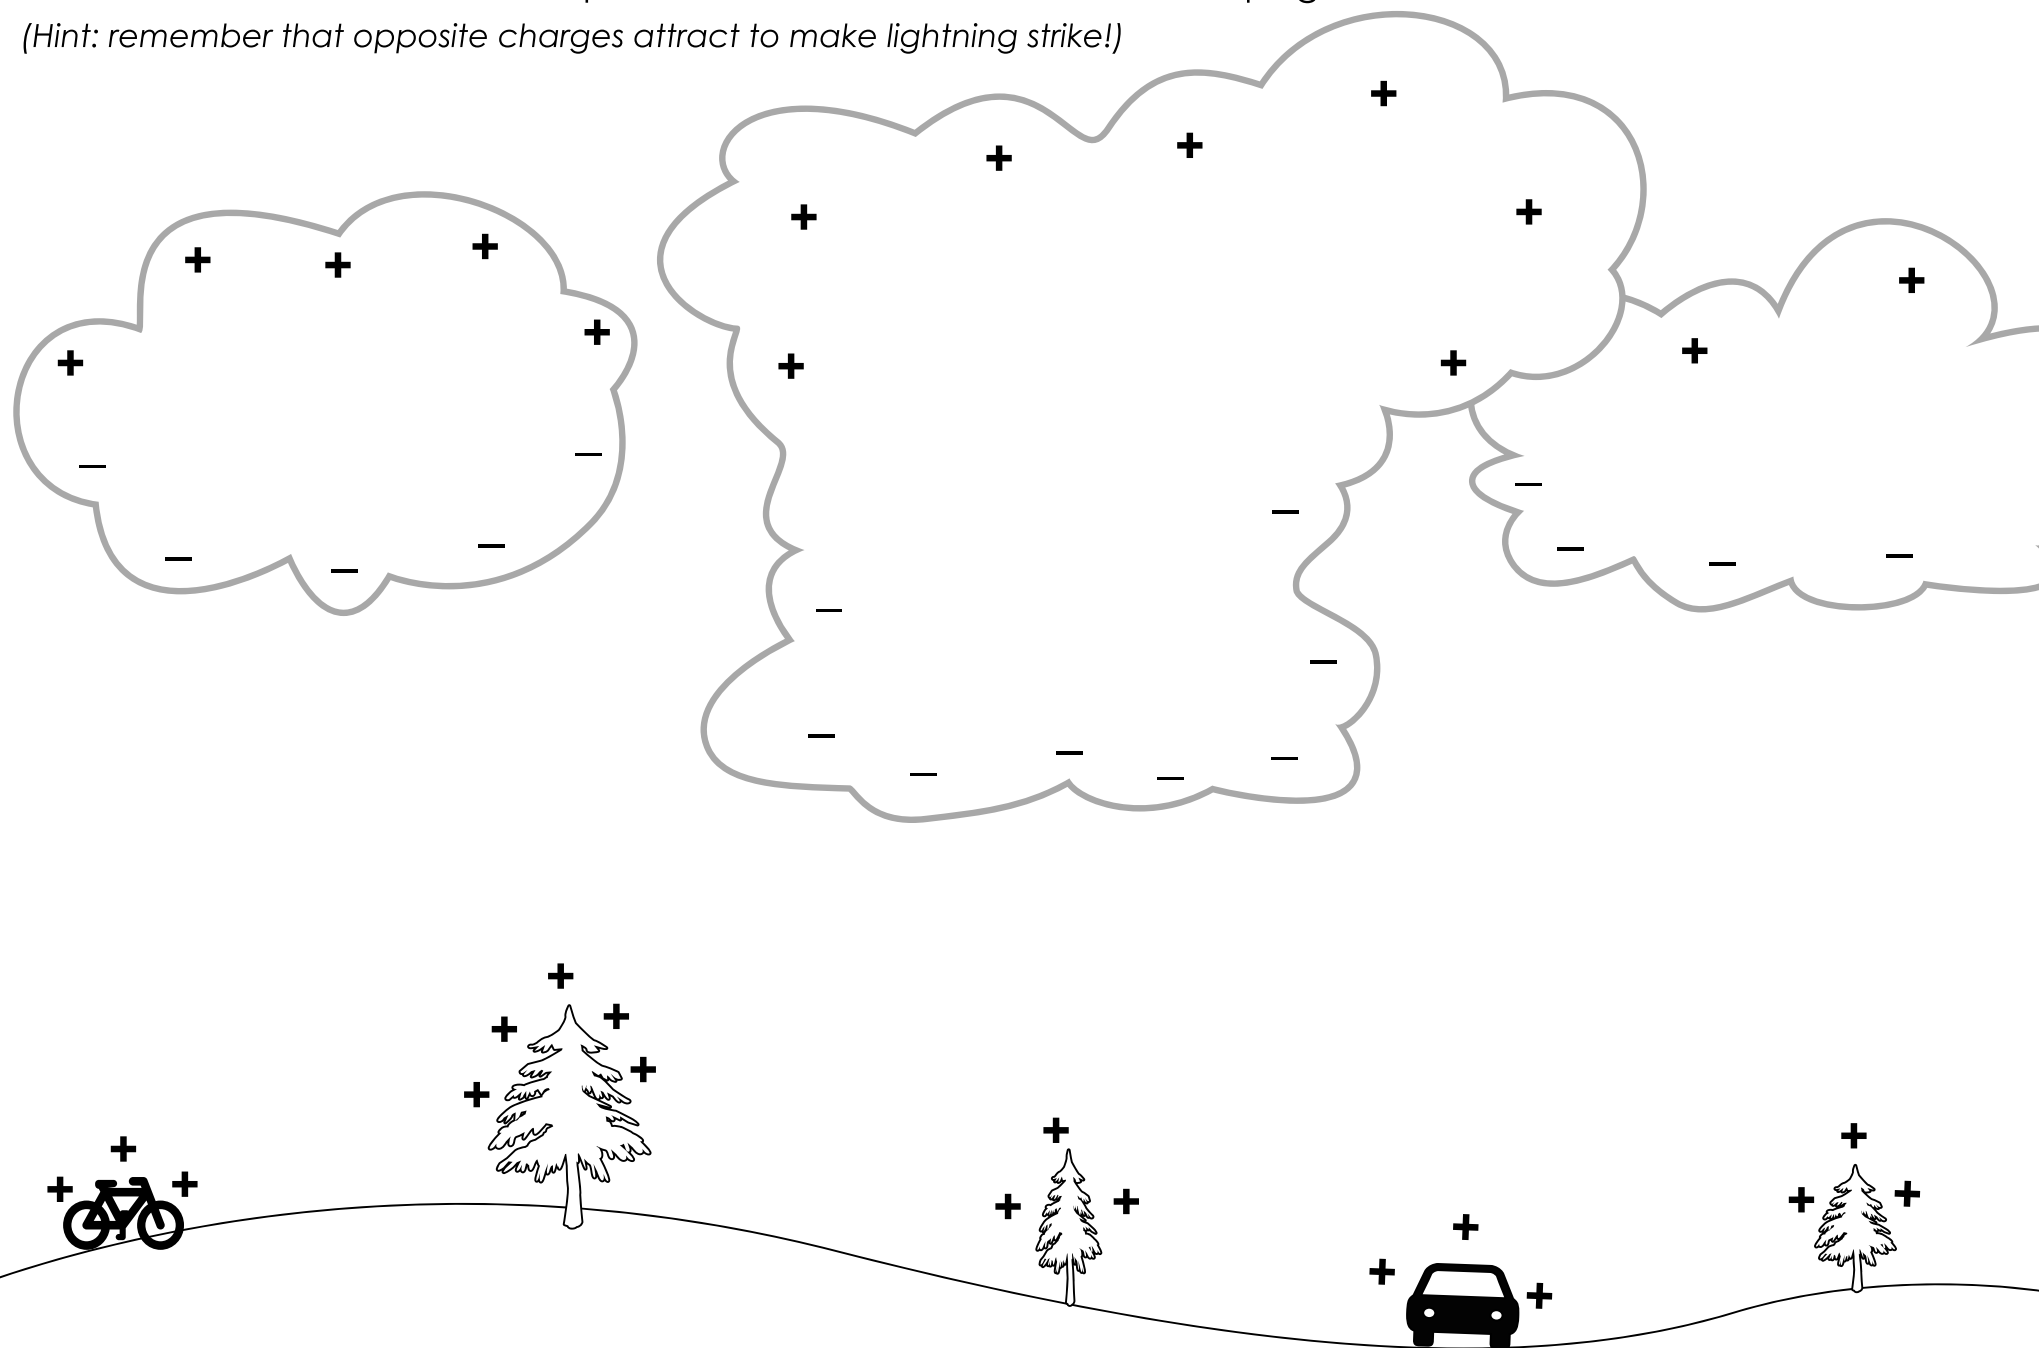 (Hint: remember that opposite charges attract to make lightning strike!)